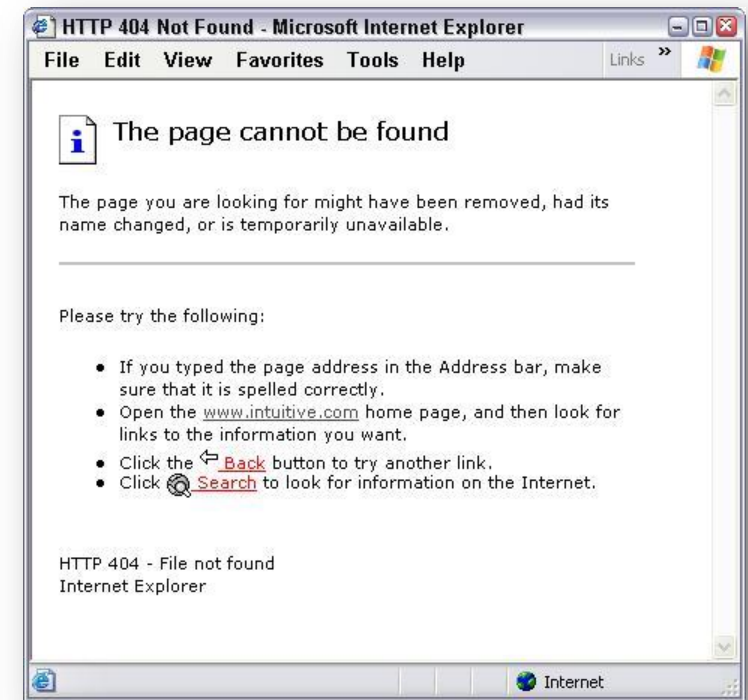 HTTP 404 Not Found - Microsoft Internet Explorer
File Edit View Favorites Tools Help Links »
i The page cannot be found
The page you are looking for might have been removed, had its
name changed, or is temporarily unavailable.
Please try the following:
● If you typed the page address in the Address bar, make
sure that it is spelled correctly.
● Open the www.intuitive.com home page, and then look for
links to the information you want.
● Click the Back button to try another link.
● Click Search to look for information on the Internet.
HTTP 404 - File not found
Internet Explorer
Internet